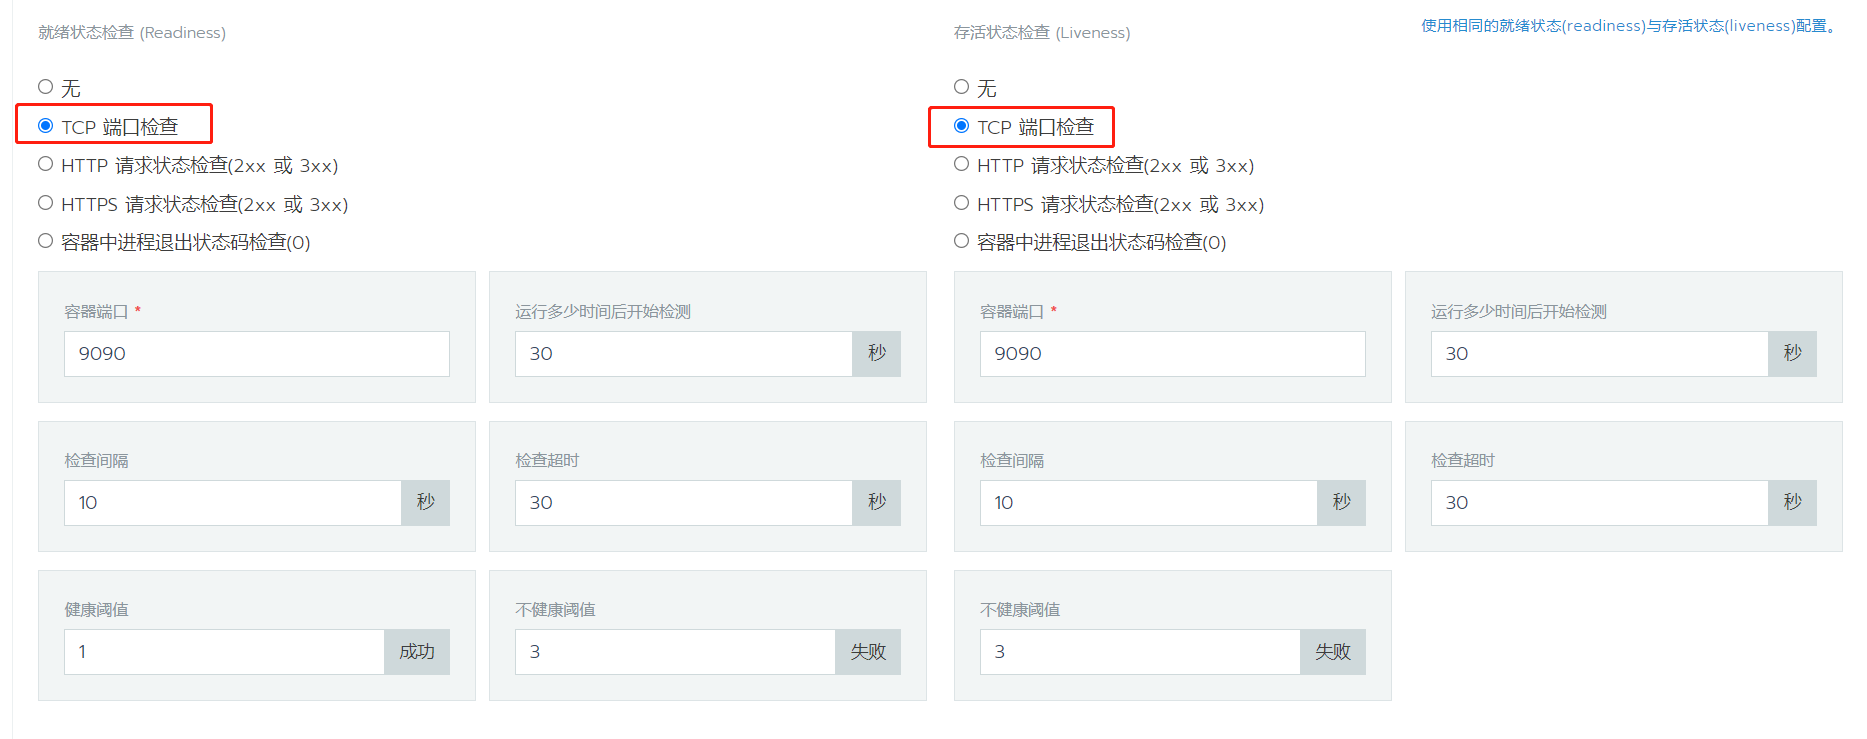 就绪状态检查 (Readiness)
无
TCP 端口检查
HTTP 请求状态检查(2xx 或 3xx)
HTTPS 请求状态检查(2xx 或 3xx)
容器中进程退出状态码检查(0)
容器端口 *
9090
运行多少时间后开始检测
30 秒
检查间隔
10 秒
检查超时
30 秒
健康阈值
1 成功
不健康阈值
3 失败
存活状态检查 (Liveness)
使用相同的就绪状态(readiness)与存活状态(liveness)配置。
无
TCP 端口检查
HTTP 请求状态检查(2xx 或 3xx)
HTTPS 请求状态检查(2xx 或 3xx)
容器中进程退出状态码检查(0)
容器端口 *
9090
运行多少时间后开始检测
30 秒
检查间隔
10 秒
检查超时
30 秒
不健康阈值
3 失败